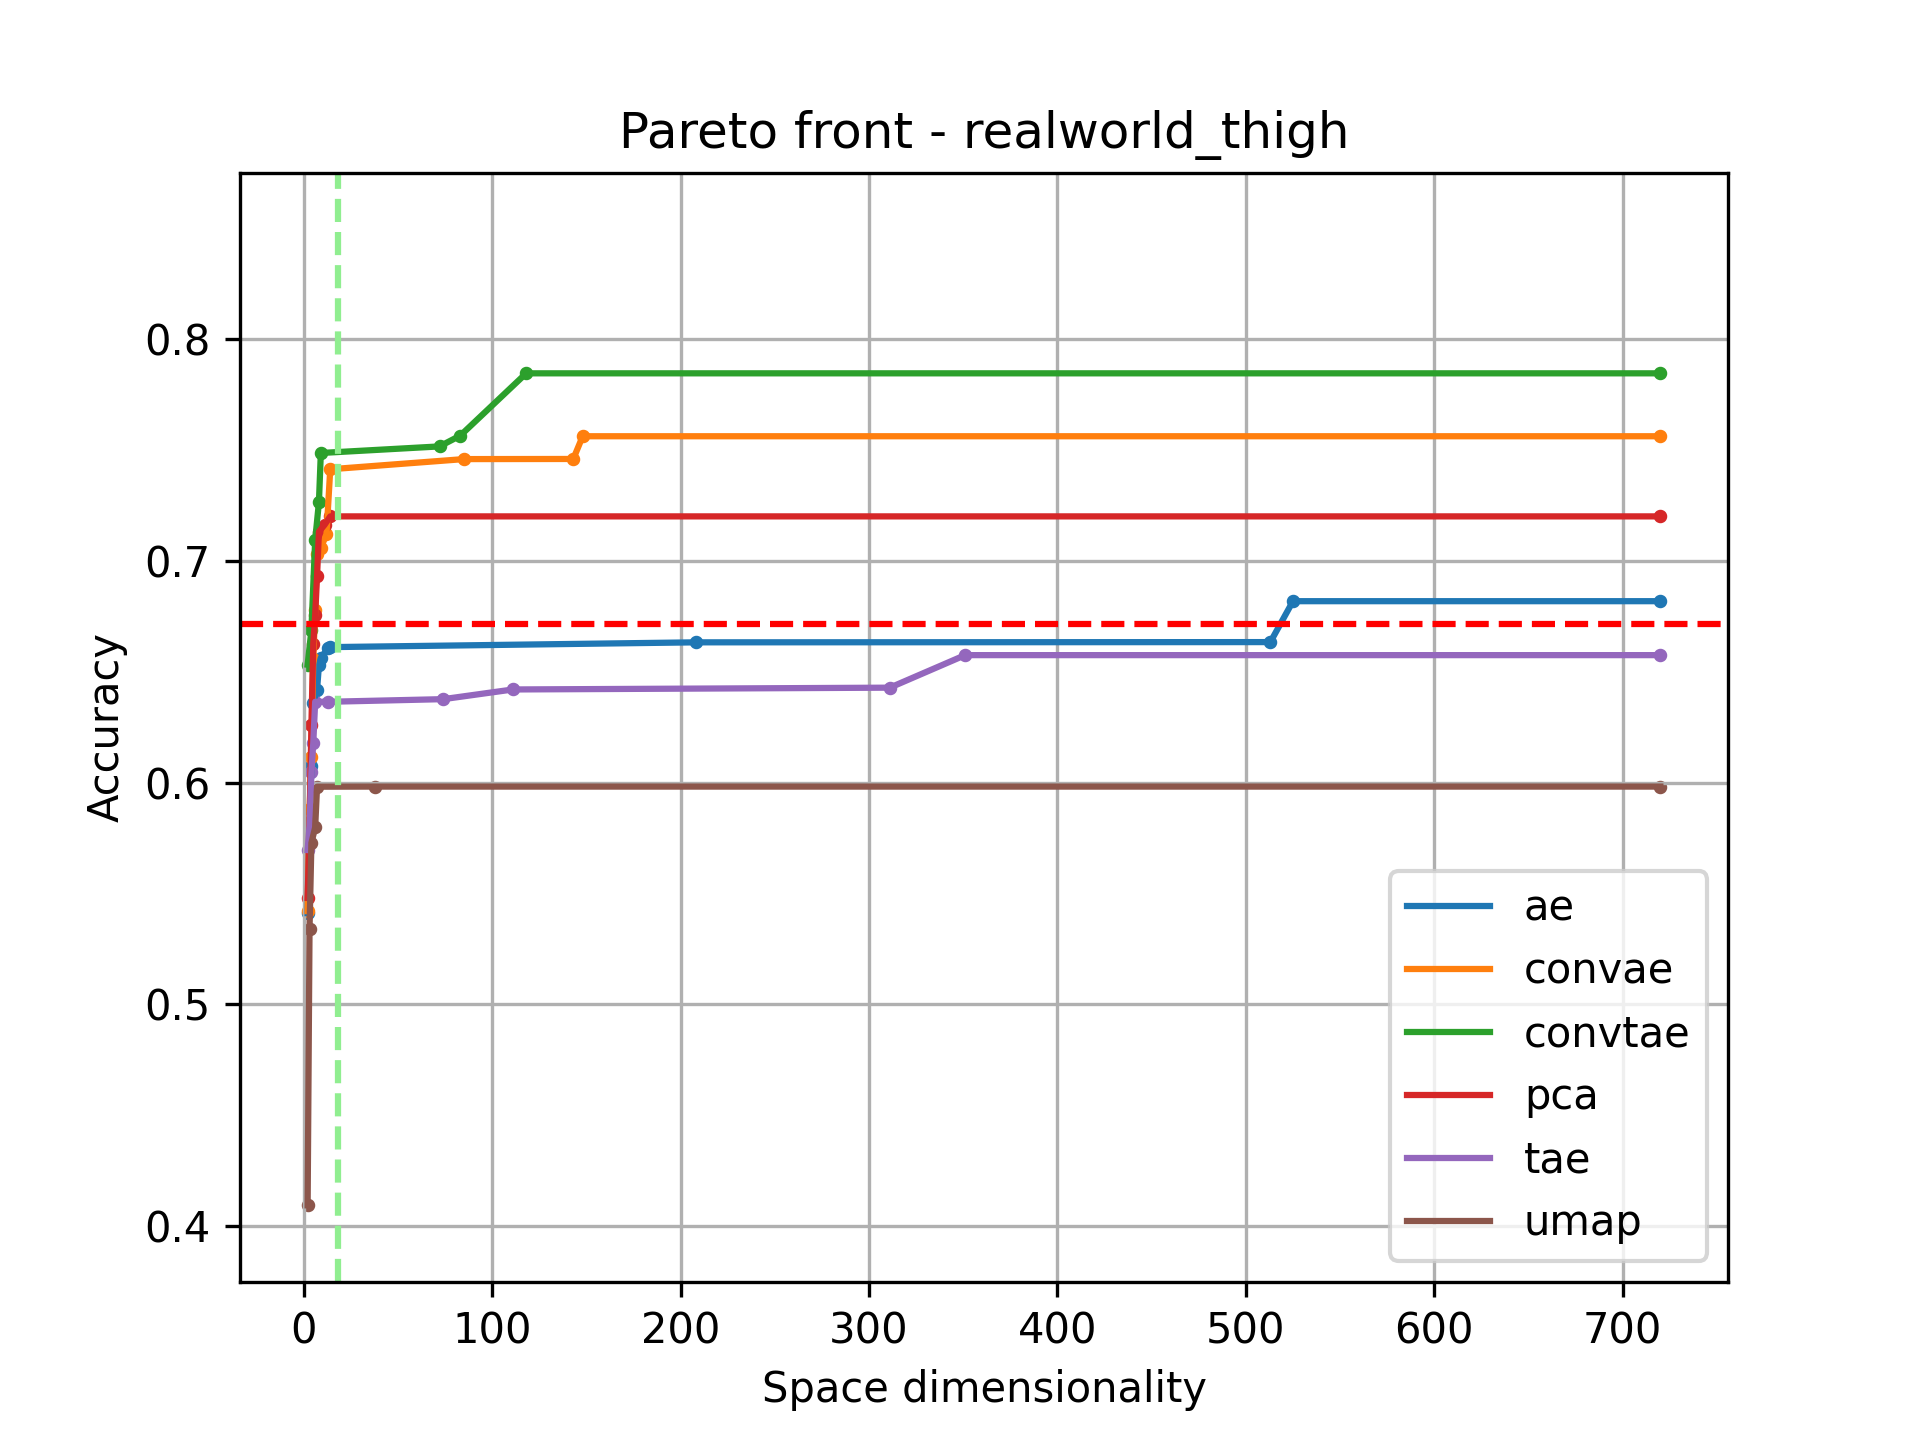 Pareto front - realworld_thigh
Accuracy
0.8
0.7
0.6
0.5
0.4
0 100 200 300 400 500 600 700
Space dimensionality
ae
convae
convtae
pca
tae
umap